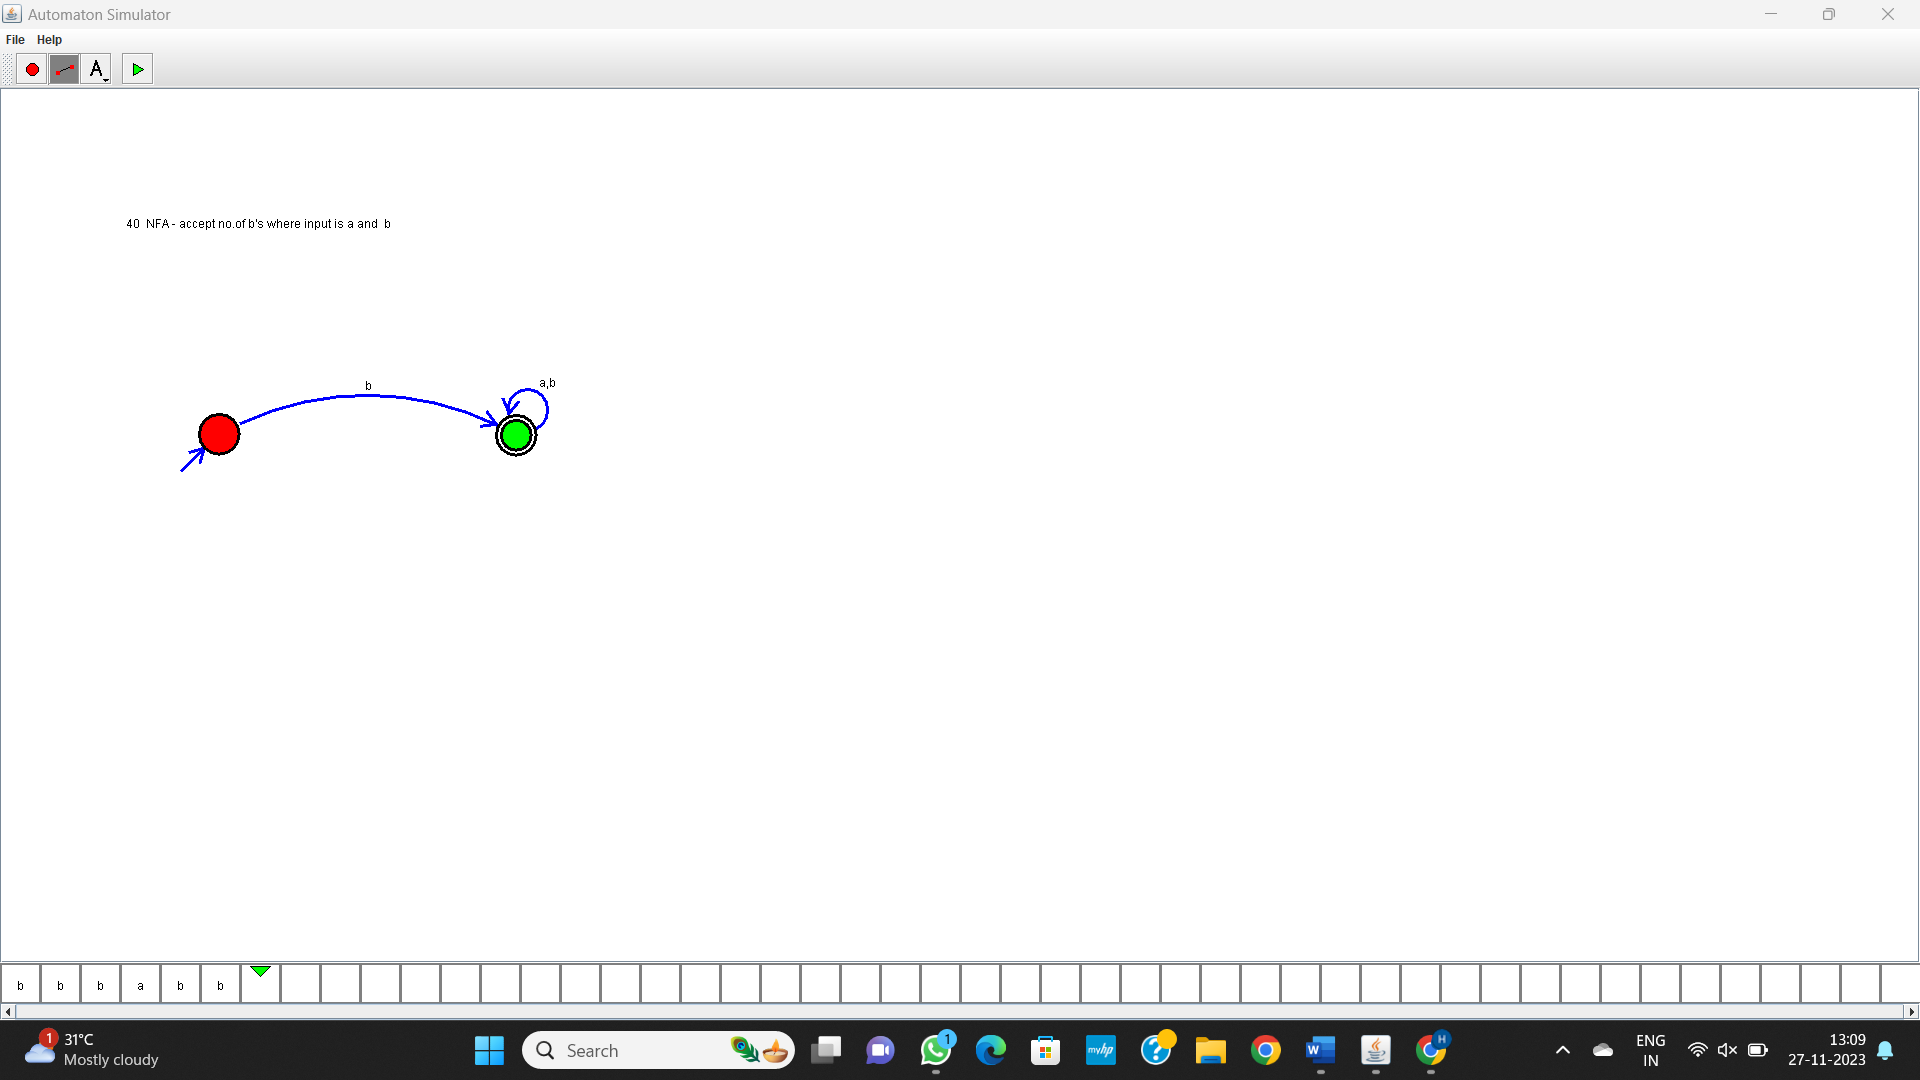 Automaton Simulator
File Help
A
40 NFA - accept no.of b's where input is a and b
b
a,b
b b b a b b
1 31°C
Mostly cloudy
Search
1
myhp
?
W
H
ENG
IN
13:09
27-11-2023